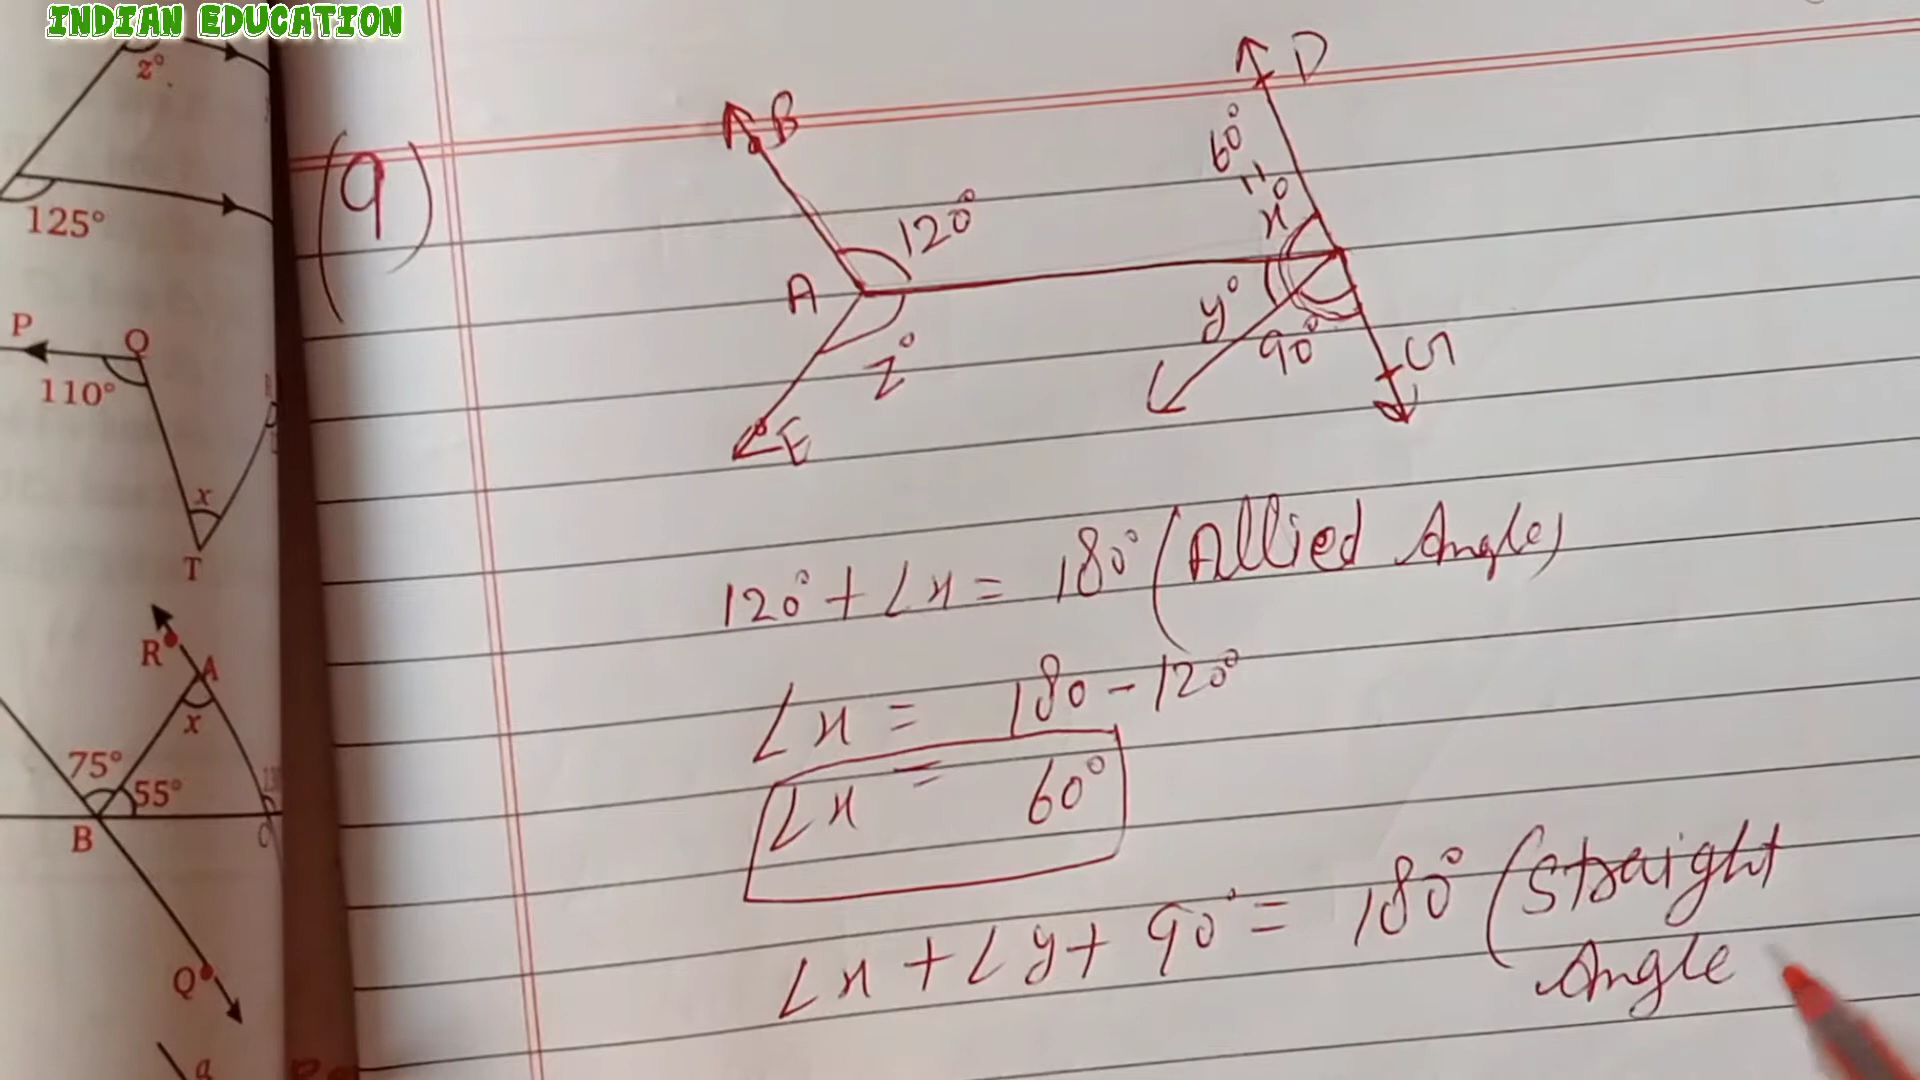 INDIAN EDUCATION
z°
125°
P
Q
110°
x
T
R
A
x
75°
55°
B
C
Q
(9)
B
120°
A
z°
E
D
60°
x°
y°
90°
120° + ∠x = 180° (Allied Angle)
∠x = 180 - 120°
∠x = 60°
∠x + ∠y + 90° = 180° (Straight
Angle